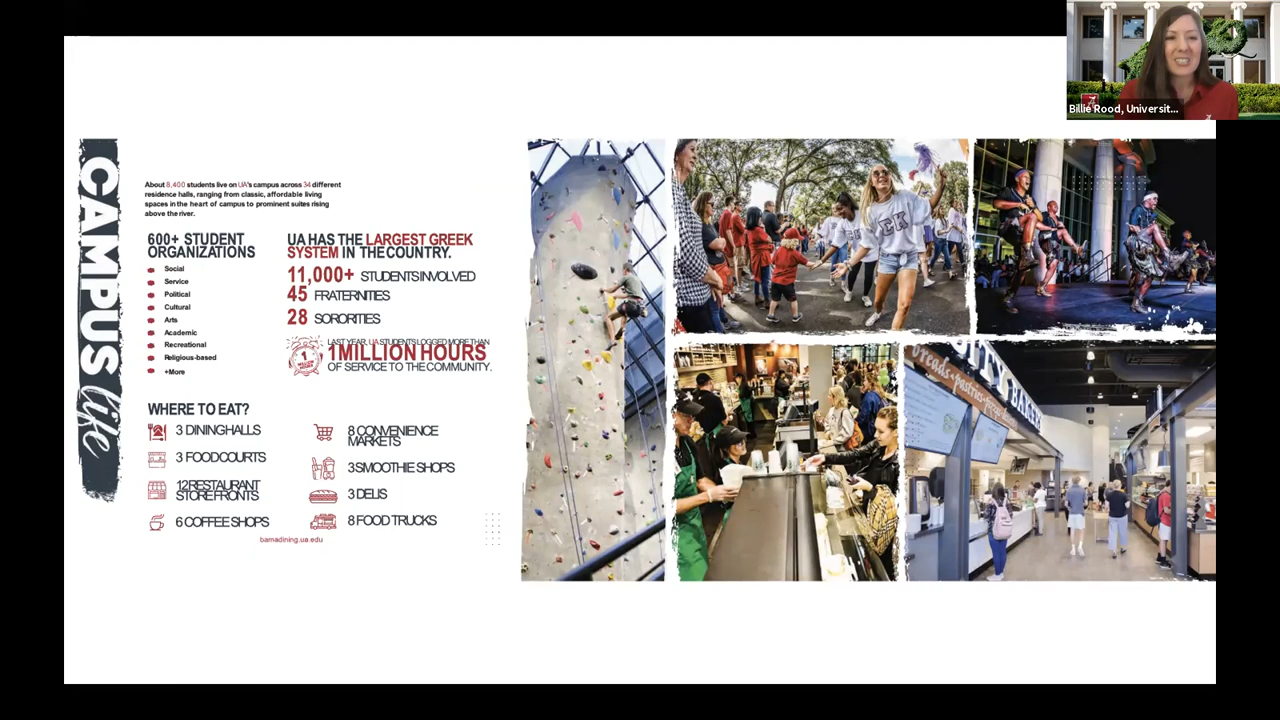 Billie Rood, Universit...
CAMPUS life
About 8,400 students live on UA's campus across 34 different
residence halls, ranging from classic, affordable living
spaces in the heart of campus to prominent suites rising
above the river.
600+ STUDENT
ORGANIZATIONS
Social
Service
Political
Cultural
Arts
Academic
Recreational
Religious-based
+More
UA HAS THE LARGEST GREEK
SYSTEM IN THE COUNTRY.
11,000+ STUDENTS INVOLVED
45 FRATERNITIES
28 SORORITIES
LAST YEAR, UA STUDENTS LOGGED MORE THAN
1 MILLION HOURS
OF SERVICE TO THE COMMUNITY.
WHERE TO EAT?
3 DINING HALLS
3 FOOD COURTS
12 RESTAURANT
STOREFRONTS
6 COFFEE SHOPS
8 CONVENIENCE
MARKETS
3 SMOOTHIE SHOPS
3 DELIS
8 FOOD TRUCKS
bamadining.ua.edu
breads • pastries